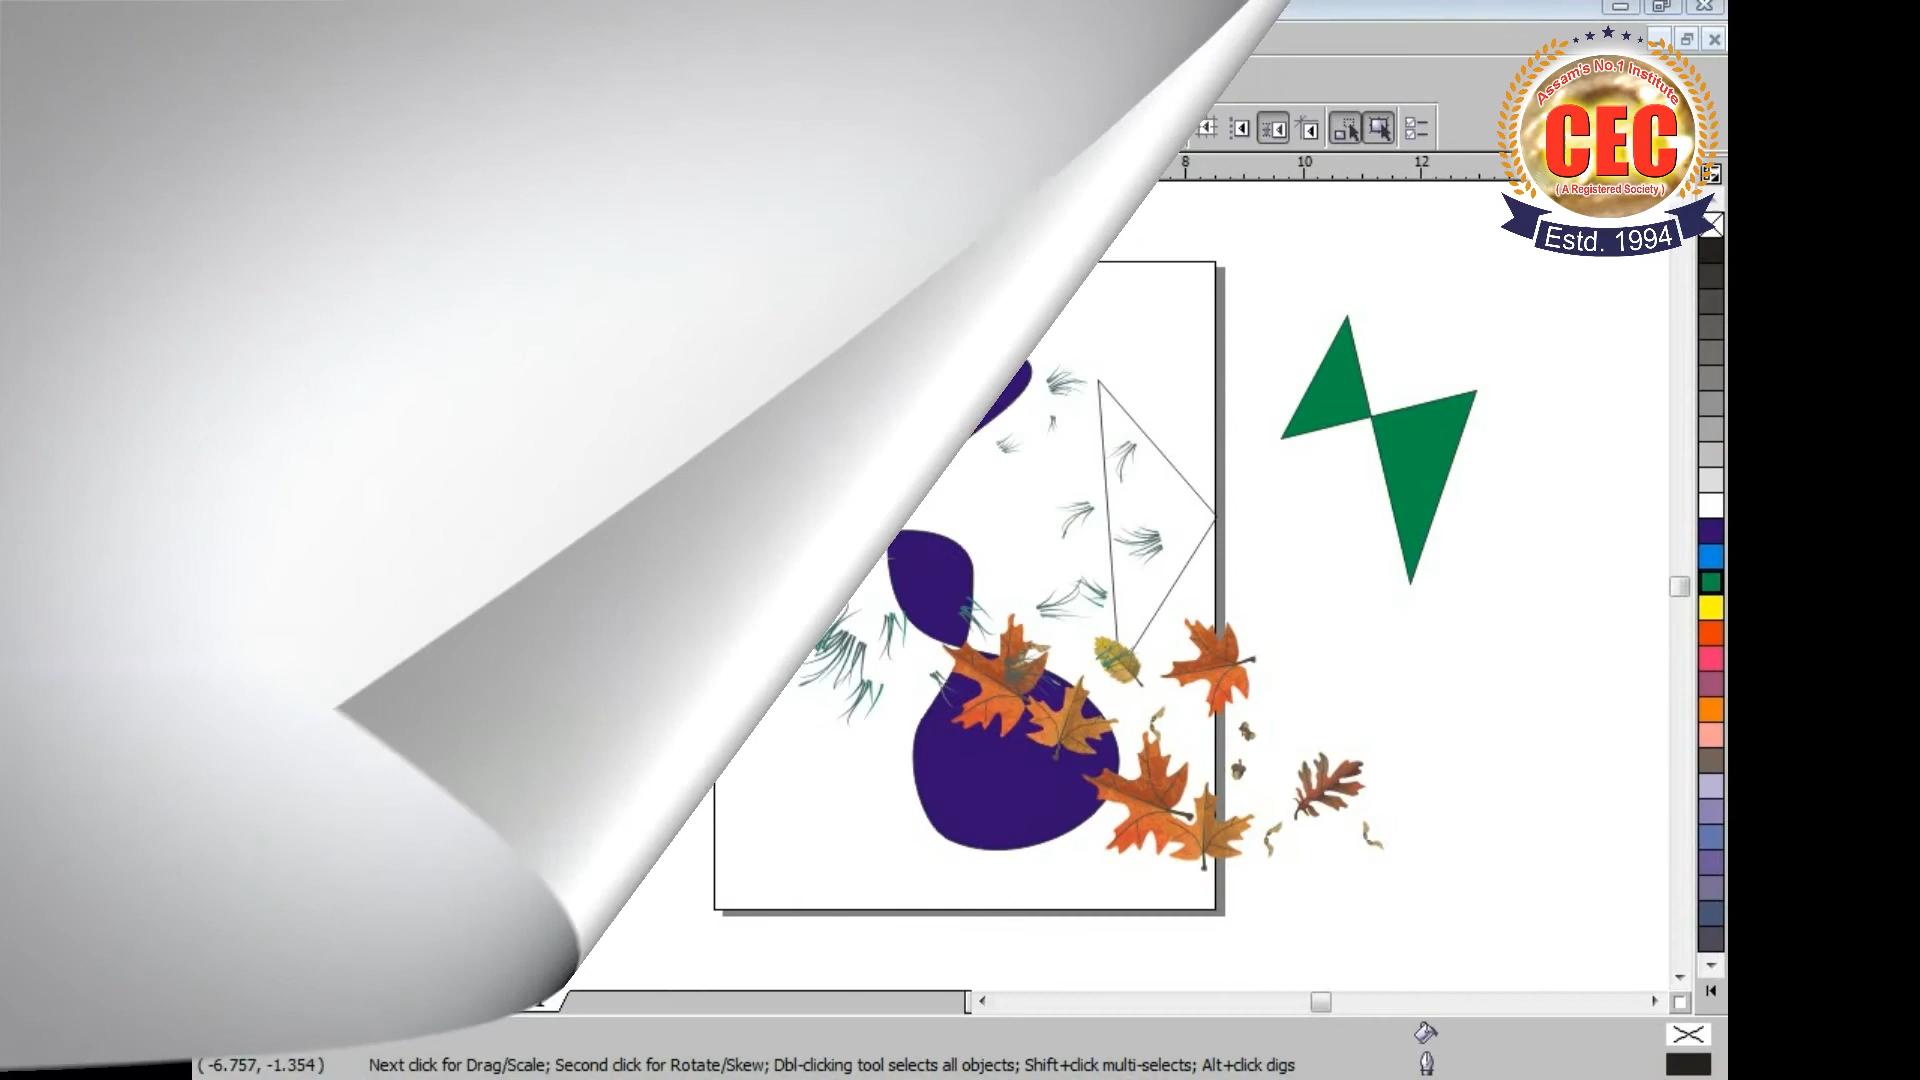 Assam's No.1 Institute
CEC
( A Registered Society )
Estd. 1994
8 10 12
( -6.757, -1.354 ) Next click for Drag/Scale; Second click for Rotate/Skew; Dbl-clicking tool selects all objects; Shift+click multi-selects; Alt+click digs